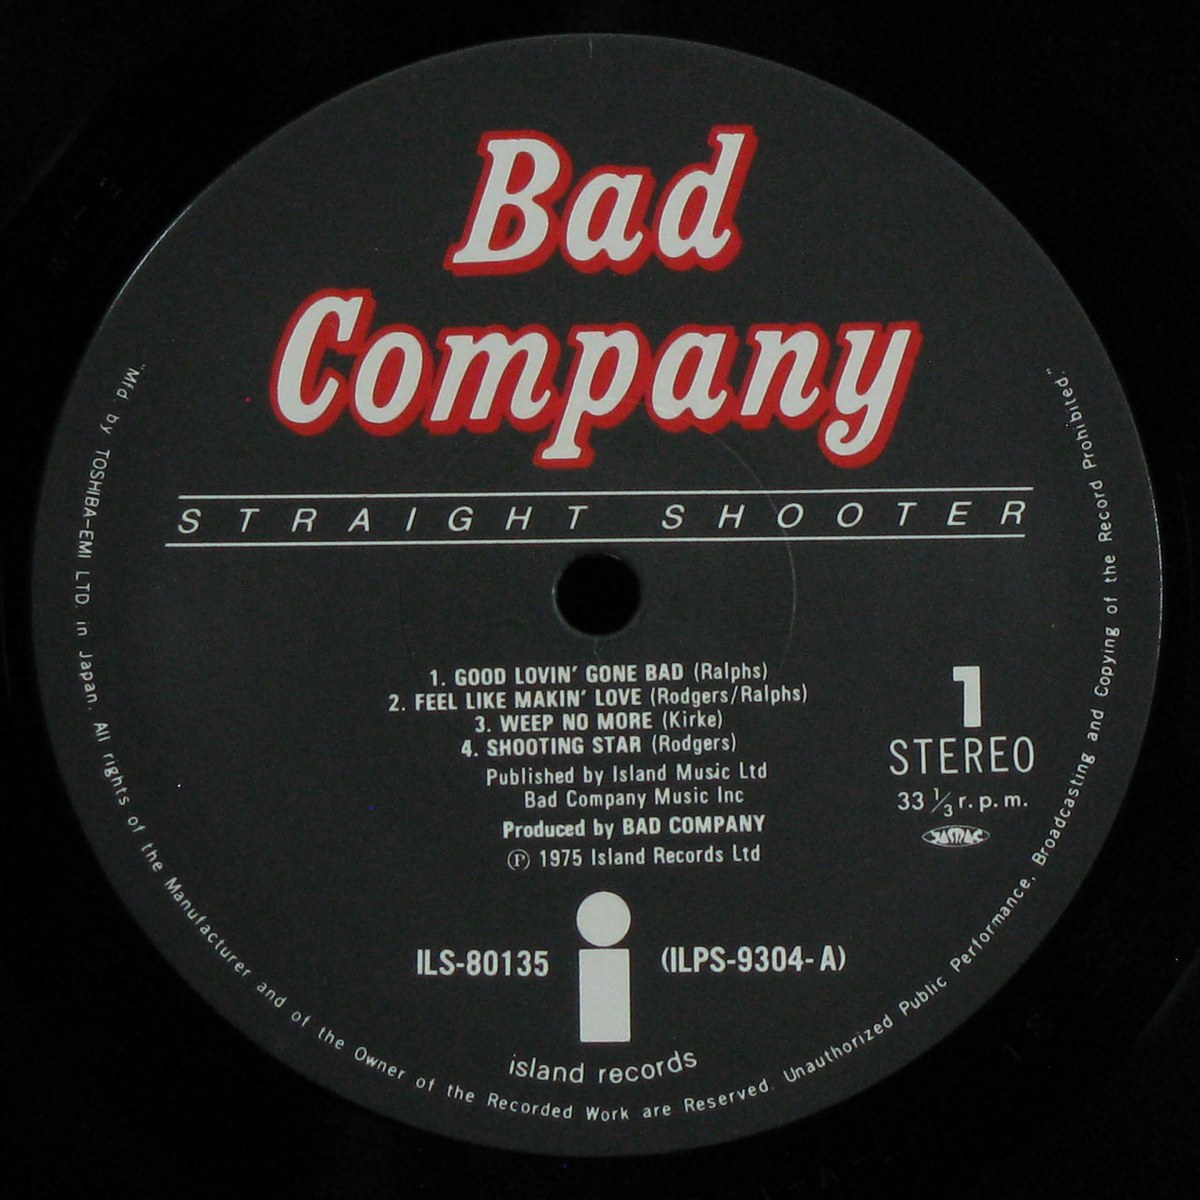 Bad
Company
STRAIGHT SHOOTER
1. GOOD LOVIN' GONE BAD (Ralphs)
2. FEEL LIKE MAKIN' LOVE (Rodgers/Ralphs)
3. WEEP NO MORE (Kirke)
4. SHOOTING STAR (Rodgers)
Published by Island Music Ltd
Bad Company Music Inc
Produced by BAD COMPANY
Ⓟ 1975 Island Records Ltd
1
STEREO
33 1/3 r.p.m.
JASRAC
ILS-80135
i
(ILPS-9304-A)
island records
"Mfd. by TOSHIBA-EMI LTD. in Japan. All rights of the Manufacturer and of the Owner of the Recorded Work are Reserved. Unauthorized Public Performance, Broadcasting and Copying of the Record Prohibited."